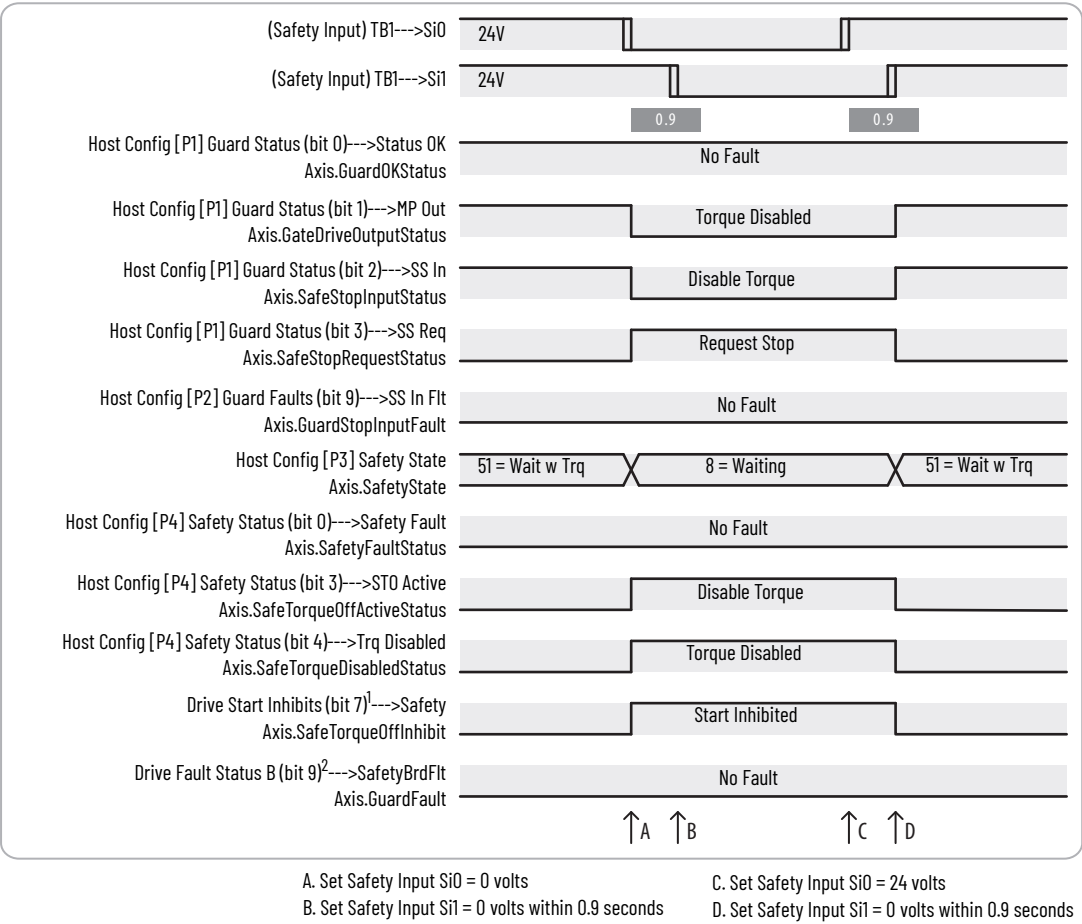 (Safety Input) TB1--->Si0
24V
(Safety Input) TB1--->Si1
24V
0.9
0.9
Host Config [P1] Guard Status (bit 0)--->Status OK
Axis.GuardOKStatus
No Fault
Host Config [P1] Guard Status (bit 1)--->MP Out
Axis.GateDriveOutputStatus
Torque Disabled
Host Config [P1] Guard Status (bit 2)--->SS In
Axis.SafeStopInputStatus
Disable Torque
Host Config [P1] Guard Status (bit 3)--->SS Req
Axis.SafeStopRequestStatus
Request Stop
Host Config [P2] Guard Faults (bit 9)--->SS In Flt
Axis.GuardStopInputFault
No Fault
Host Config [P3] Safety State
Axis.SafetyState
51 = Wait w Trq
8 = Waiting
51 = Wait w Trq
Host Config [P4] Safety Status (bit 0)--->Safety Fault
Axis.SafetyFaultStatus
No Fault
Host Config [P4] Safety Status (bit 3)--->STO Active
Axis.SafeTorqueOffActiveStatus
Disable Torque
Host Config [P4] Safety Status (bit 4)--->Trq Disabled
Axis.SafeTorqueDisabledStatus
Torque Disabled
Drive Start Inhibits (bit 7)1--->Safety
Axis.SafeTorqueOffInhibit
Start Inhibited
Drive Fault Status B (bit 9)2--->SafetyBrdFlt
Axis.GuardFault
No Fault
A
B
C
D
A. Set Safety Input Si0 = 0 volts
B. Set Safety Input Si1 = 0 volts within 0.9 seconds
C. Set Safety Input Si0 = 24 volts
D. Set Safety Input Si1 = 0 volts within 0.9 seconds